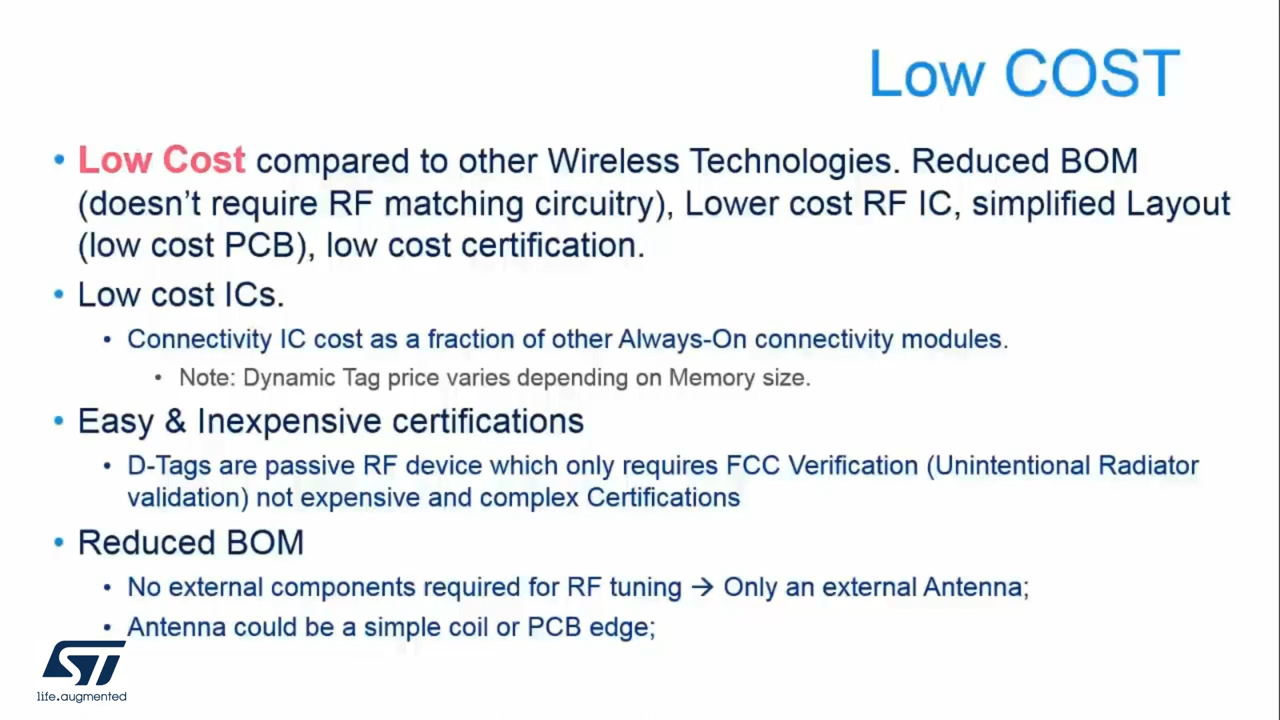 Low COST
• Low Cost compared to other Wireless Technologies. Reduced BOM
(doesn't require RF matching circuitry), Lower cost RF IC, simplified Layout
(low cost PCB), low cost certification.
• Low cost ICs.
• Connectivity IC cost as a fraction of other Always-On connectivity modules.
• Note: Dynamic Tag price varies depending on Memory size.
• Easy & Inexpensive certifications
• D-Tags are passive RF device which only requires FCC Verification (Unintentional Radiator
validation) not expensive and complex Certifications
• Reduced BOM
• No external components required for RF tuning → Only an external Antenna;
• Antenna could be a simple coil or PCB edge;
ST
life.augmented